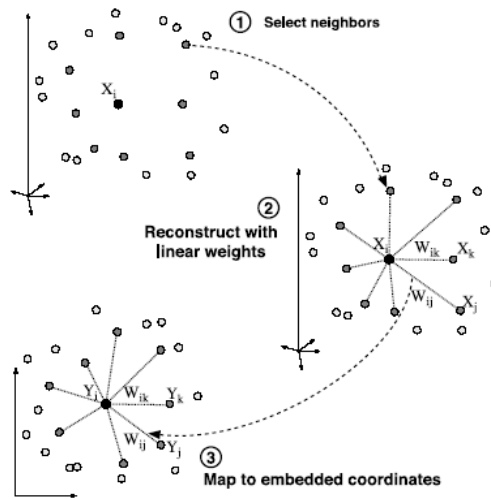 ① Select neighbors
X_i
②
Reconstruct with
linear weights
X_i
W_ik
X_k
W_ij
X_j
Y_i
W_ik
Y_k
W_ij
Y_j
③
Map to embedded coordinates